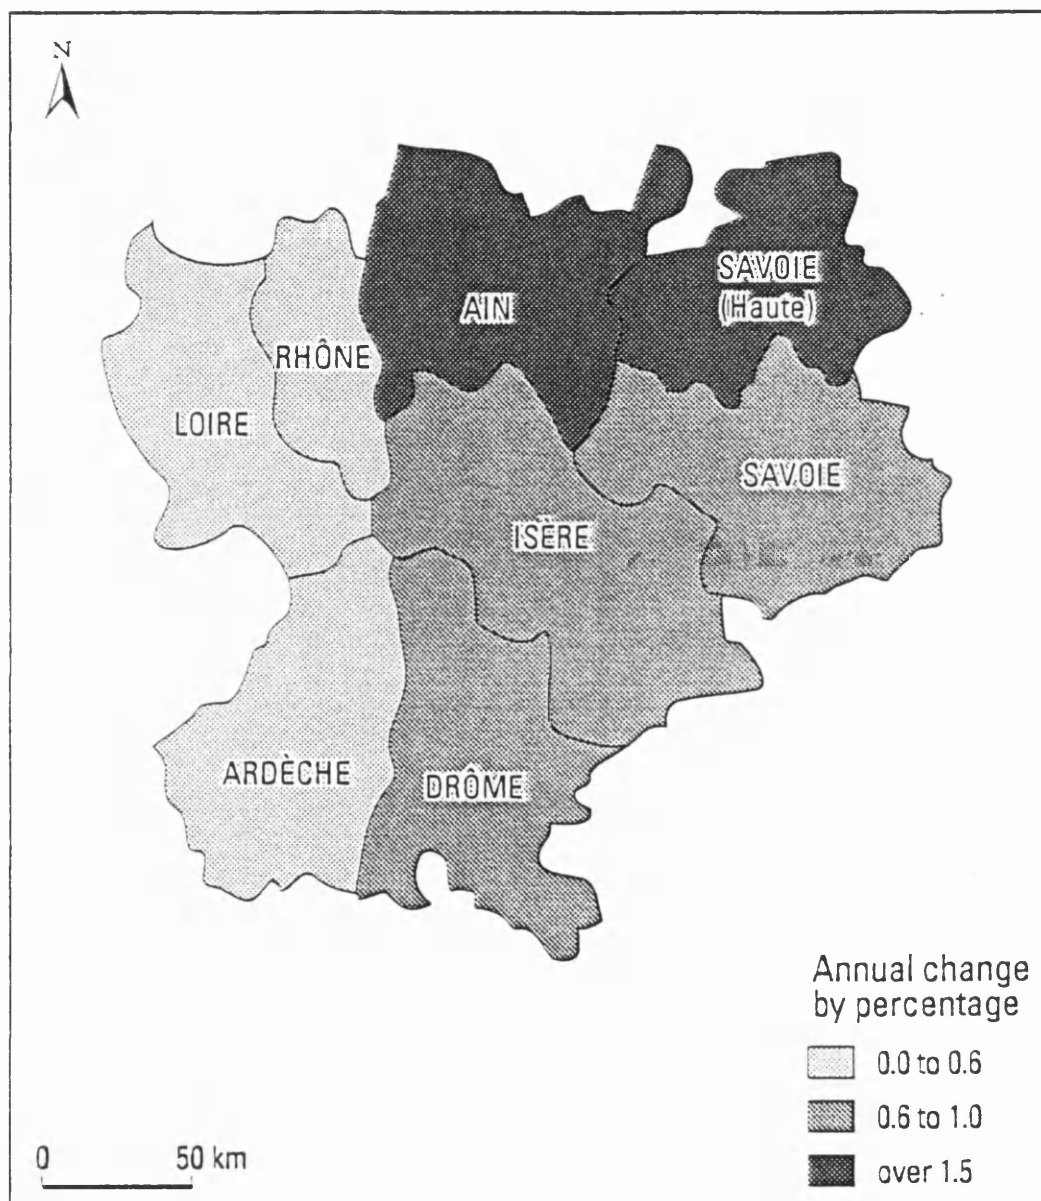 N
SAVOIE
(Haute)
AIN
RHÔNE
LOIRE
SAVOIE
ISÈRE
ARDÈCHE
DRÔME
Annual change
by percentage
0.0 to 0.6
0.6 to 1.0
over 1.5
0 50 km